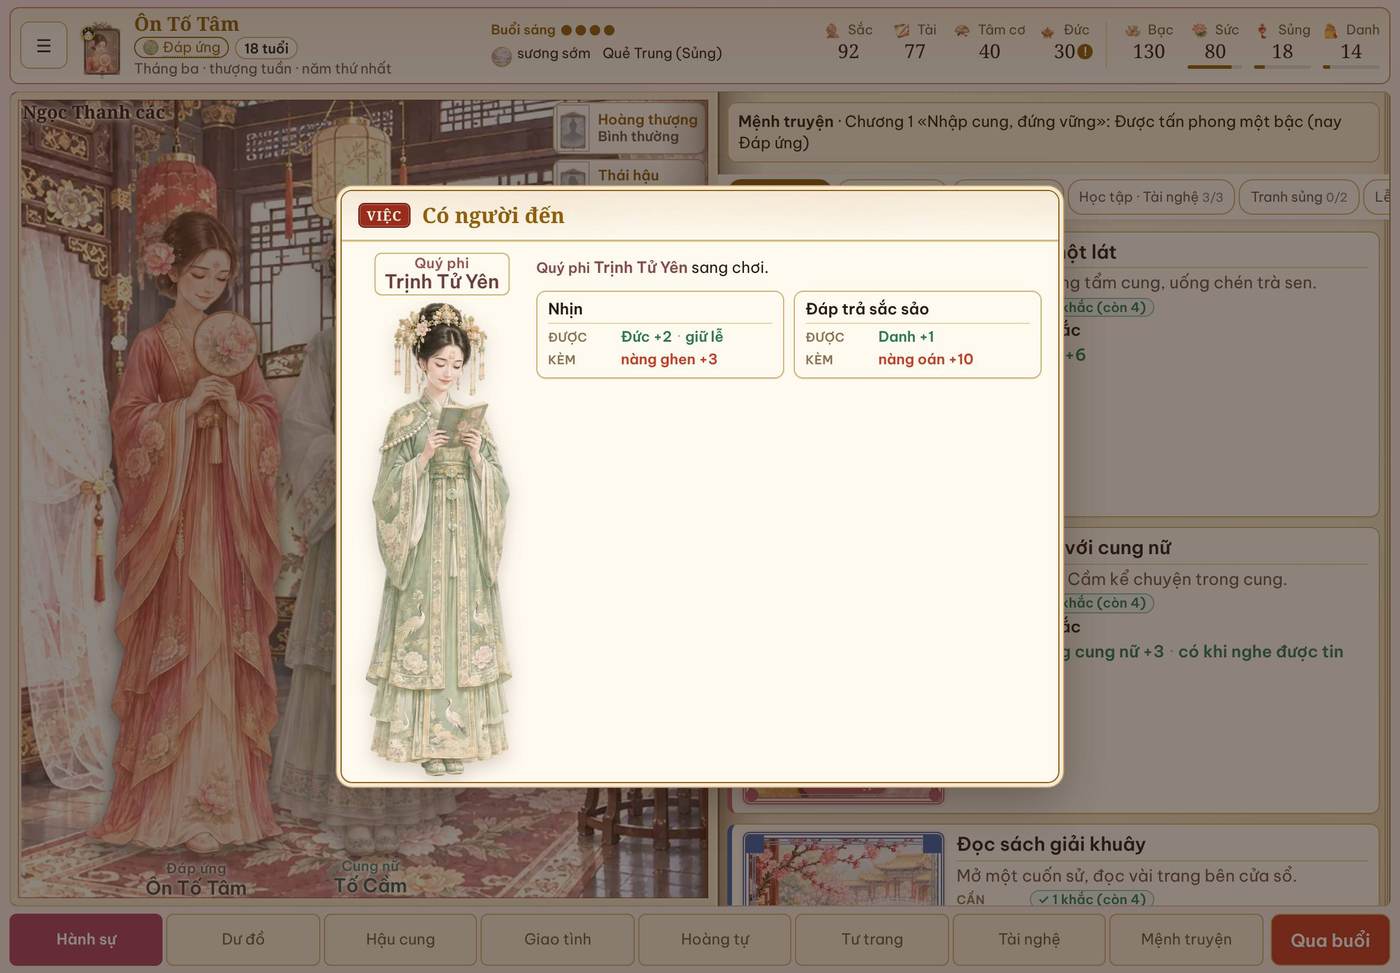 ☰
Ôn Tố Tâm
Đáp ứng 18 tuổi
Tháng ba · thượng tuần · năm thứ nhất
Buổi sáng
sương sớm Quẻ Trung (Sủng)
Sắc Tài Tâm cơ Đức Bạc Sức Sủng Danh
92 77 40 30 ! 130 80 18 14
Ngọc Thanh các
Hoàng thượng
Bình thường
Thái hậu
Mệnh truyện · Chương 1 «Nhập cung, đứng vững»: Được tấn phong một bậc (nay
Đáp ứng)
Học tập · Tài nghệ 3/3
Tranh sủng 0/2
VIỆC Có người đến
Quý phi
Trịnh Tử Yên
Quý phi Trịnh Tử Yên sang chơi.
Nhịn
ĐƯỢC Đức +2 · giữ lễ
KÈM nàng ghen +3
Đáp trả sắc sảo
ĐƯỢC Danh +1
KÈM nàng oán +10
một lát
tẩm cung, uống chén trà sen.
khắc (còn 4)
+6
với cung nữ
Cầm kể chuyện trong cung.
khắc (còn 4)
cung nữ +3 · có khi nghe được tin
Đọc sách giải khuây
Mở một cuốn sử, đọc vài trang bên cửa sổ.
CẦN ✓ 1 khắc (còn 4)
Đáp ứng
Ôn Tố Tâm
Cung nữ
Tố Cầm
Hành sự
Dư đồ
Hậu cung
Giao tình
Hoàng tự
Tư trang
Tài nghệ
Mệnh truyện
Qua buổi